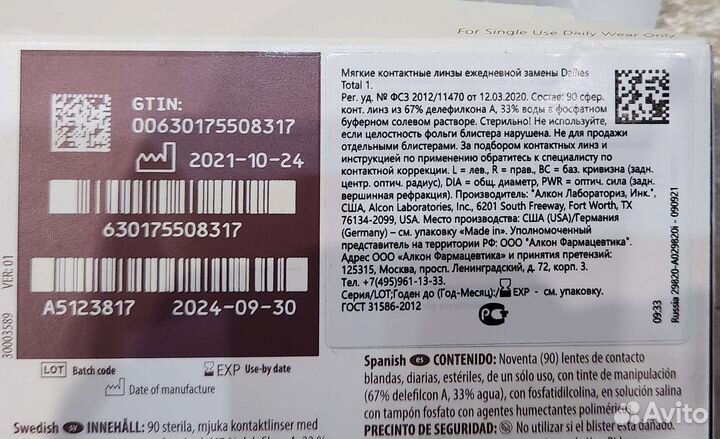 For Single Use Daily Wear Only
GTIN:
00630175508317
2021-10-24
630175508317
A5123817 2024-09-30
30003589 VER: 01
LOT Batch code
EXP Use-by date
Date of manufacture
Мягкие контактные линзы ежедневной замены Dailies
Total 1.
Рег. уд. № ФСЗ 2012/11470 от 12.03.2020. Состав: 90 сфер.
конт. линз из 67% делефилкона А, 33% воды в фосфатном
буферном солевом растворе. Стерильно! Не используйте,
если целостность фольги блистера нарушена. Не для продажи
отдельными блистерами. За подбором контактных линз и
инструкцией по применению обратитесь к специалисту по
контактной коррекции. L = лев., R = прав., BC = баз. кривизна (задн.
центр. оптич. радиус), DIA = общ. диаметр, PWR = оптич. сила (задн.
вершинная рефракция). Производитель: "Алкон Лабораториз, Инк.",
США, Alcon Laboratories, Inc., 6201 South Freeway, Fort Worth, TX
76134-2099, USA. Место производства: США (USA)/Германия
(Germany) – см. упаковку «Made in». Уполномоченный
представитель на территории РФ: ООО "Алкон Фармацевтика"
Адрес ООО «Алкон Фармацевтика» и принятия претензий:
125315, Москва, просп. Ленинградский, д. 72, корп. 3.
Тел.: +7(495)961-13-33.
Серия/LOT;Годен до (Год-Месяц)/EXP – см. упаковку.
ГОСТ 31586-2012
09:33
Russia 29820-A029820i - 090921
Spanish es CONTENIDO: Noventa (90) lentes de contacto
blandas, diarias, estériles, de un sólo uso, con tinte de manipulación
(67% delefilcon A, 33% agua), con fosfatidilcolina, en solución salina
con tampón fosfato con agentes humectantes poliméricos.
PRECINTO DE SEGURIDAD: No utilizar si el blister está
Swedish sv INNEHÅLL: 90 sterila, mjuka kontaktlinser med
Avito